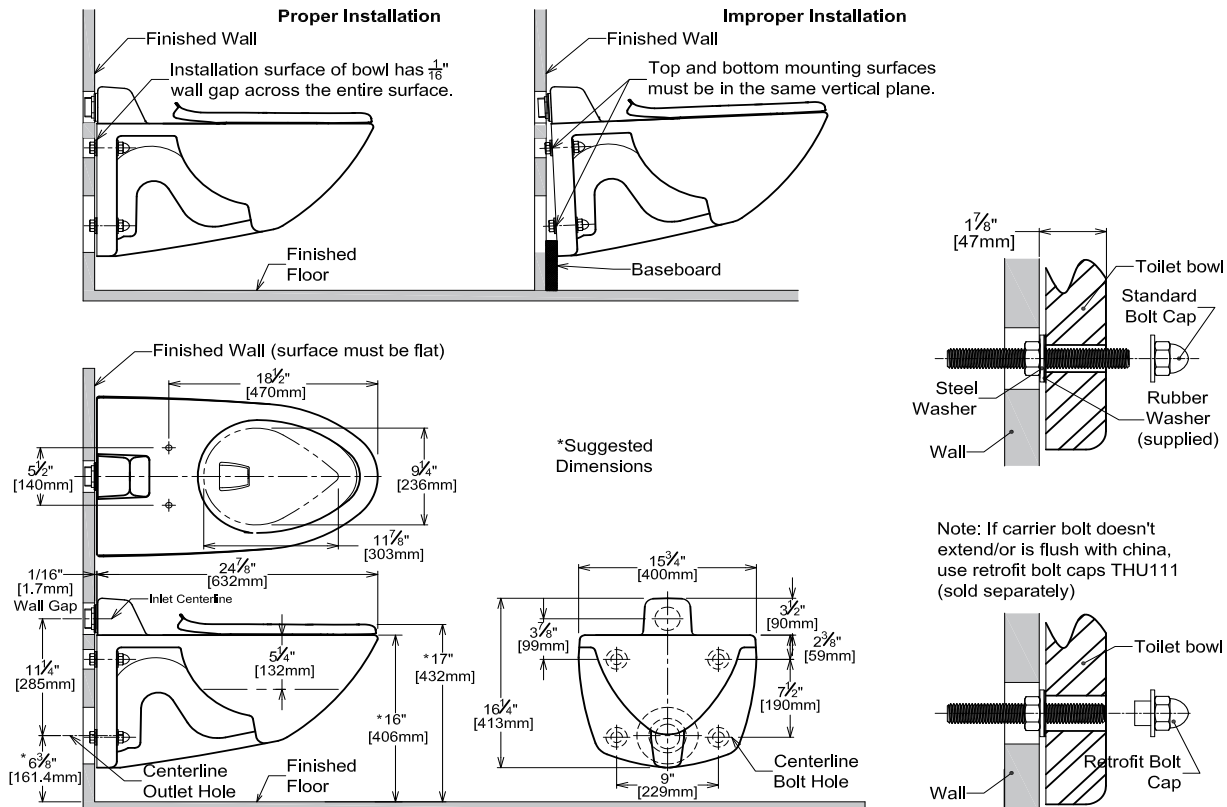 Proper Installation
Finished Wall
Installation surface of bowl has 1/16"
wall gap across the entire surface.
Finished
Floor
Improper Installation
Finished Wall
Top and bottom mounting surfaces
must be in the same vertical plane.
Baseboard
1 7/8"
[47mm]
Toilet bowl
Standard
Bolt Cap
Steel
Washer
Rubber
Washer
(supplied)
Wall
Finished Wall (surface must be flat)
18 1/2"
[470mm]
5 1/2"
[140mm]
9 1/4"
[236mm]
11 7/8"
[303mm]
*Suggested
Dimensions
1/16"
[1.7mm]
Wall Gap
24 7/8"
[632mm]
Inlet Centerline
11 1/4"
[285mm]
5 1/4"
[132mm]
*17"
[432mm]
*16"
[406mm]
*6 3/8"
[161.4mm]
Centerline
Outlet Hole
Finished
Floor
15 3/4"
[400mm]
3 1/2"
[90mm]
3 7/8"
[99mm]
2 3/8"
[59mm]
16 1/4"
[413mm]
7 1/2"
[190mm]
9"
[229mm]
Centerline
Bolt Hole
Note: If carrier bolt doesn't
extend/or is flush with china,
use retrofit bolt caps THU111
(sold separately)
Toilet bowl
Retrofit Bolt
Cap
Wall